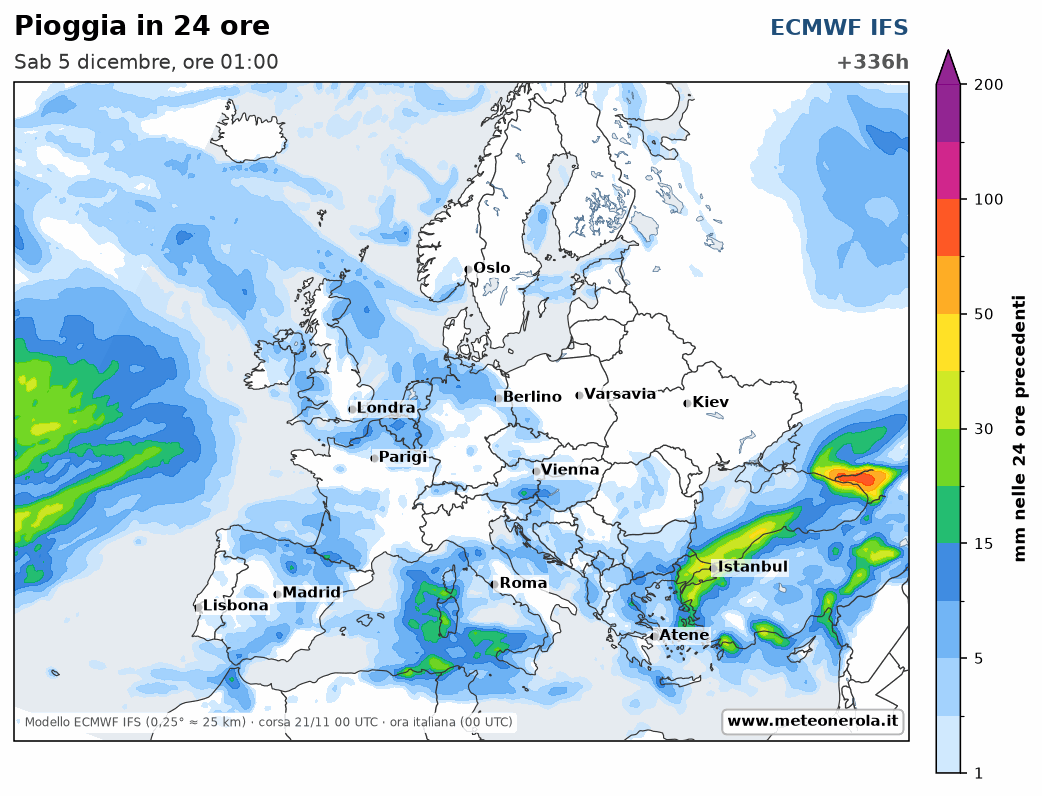 Pioggia in 24 ore
ECMWF IFS
Sab 5 dicembre, ore 01:00
+336h
200
100
50
30
15
5
1
mm nelle 24 ore precedenti
Oslo
Berlino
Varsavia
Kiev
Londra
Parigi
Vienna
Istanbul
Roma
Madrid
Lisbona
Atene
Modello ECMWF IFS (0,25° ≈ 25 km) · corsa 21/11 00 UTC · ora italiana (00 UTC)
www.meteonerola.it